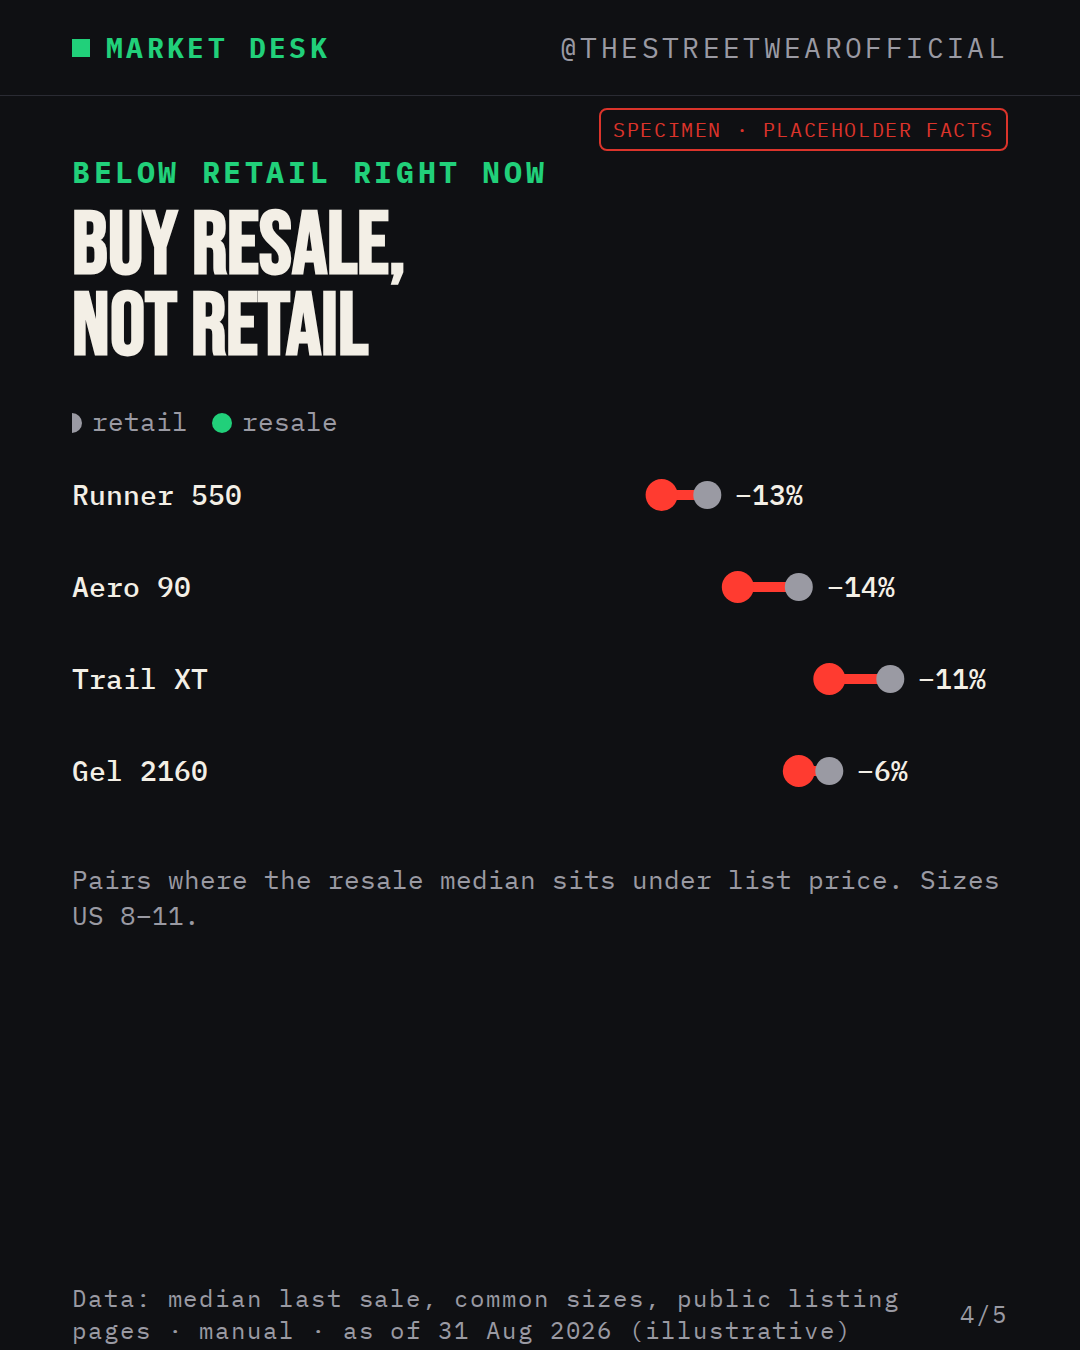 MARKET DESK
@THESTREETWEAROFFICIAL
SPECIMEN · PLACEHOLDER FACTS
BELOW RETAIL RIGHT NOW
BUY RESALE,
NOT RETAIL
retail
resale
Runner 550
−13%
Aero 90
−14%
Trail XT
−11%
Gel 2160
−6%
Pairs where the resale median sits under list price. Sizes
US 8–11.
Data: median last sale, common sizes, public listing
pages · manual · as of 31 Aug 2026 (illustrative)
4/5